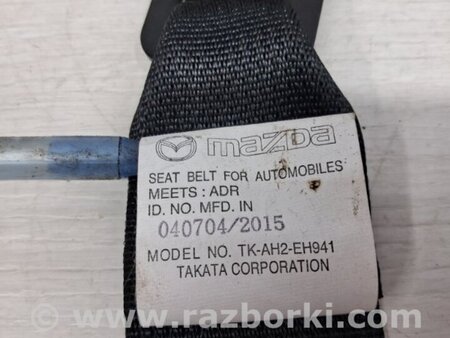 mazda
SEAT BELT FOR AUTOMOBILES
MEETS : ADR
ID. NO. MFD. IN
040704/2015
MODEL NO. TK-AH2-EH941
TAKATA CORPORATION
© www.razborki.com